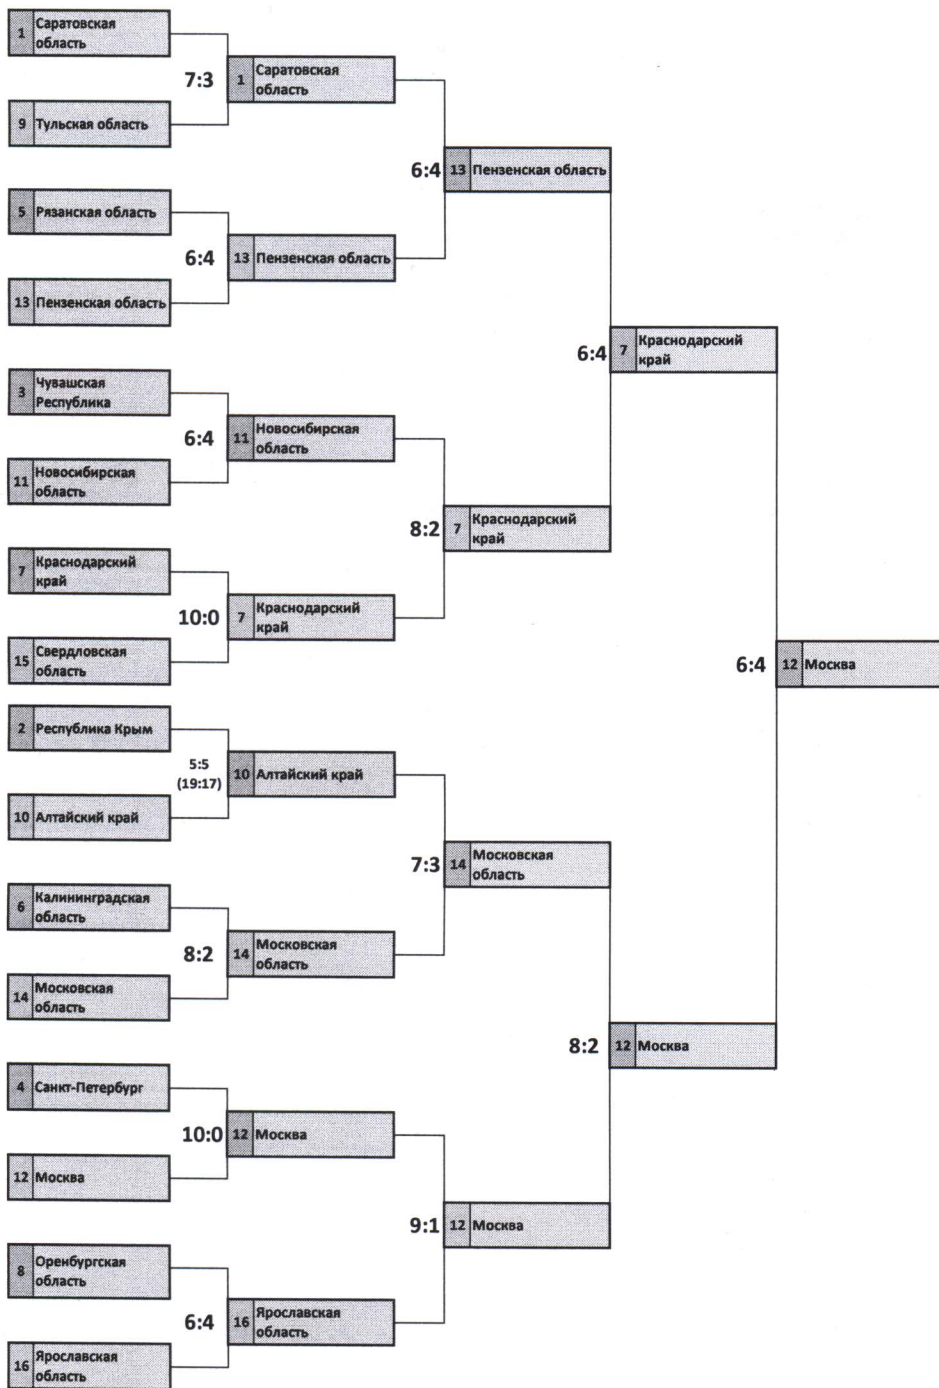 1 Саратовская
область
7:3
1 Саратовская
область
9 Тульская область
6:4
13 Пензенская область
5 Рязанская область
6:4
13 Пензенская область
13 Пензенская область
6:4
7 Краснодарский
край
3 Чувашская
Республика
6:4
11 Новосибирская
область
11 Новосибирская
область
8:2
7 Краснодарский
край
7 Краснодарский
край
10:0
7 Краснодарский
край
15 Свердловская
область
6:4
12 Москва
2 Республика Крым
5:5
(19:17)
10 Алтайский край
10 Алтайский край
7:3
14 Московская
область
6 Калининградская
область
8:2
14 Московская
область
14 Московская
область
8:2
12 Москва
4 Санкт-Петербург
10:0
12 Москва
12 Москва
9:1
12 Москва
8 Оренбургская
область
6:4
16 Ярославская
область
16 Ярославская
область